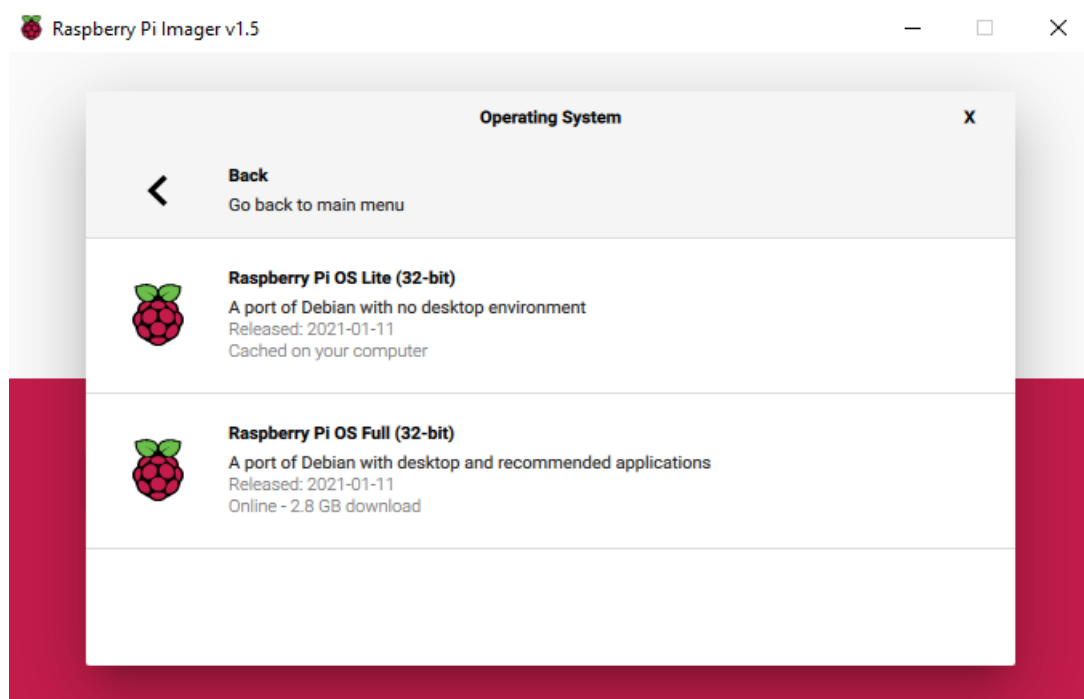 Raspberry Pi Imager v1.5
Operating System X
Back
Go back to main menu
Raspberry Pi OS Lite (32-bit)
A port of Debian with no desktop environment
Released: 2021-01-11
Cached on your computer
Raspberry Pi OS Full (32-bit)
A port of Debian with desktop and recommended applications
Released: 2021-01-11
Online - 2.8 GB download